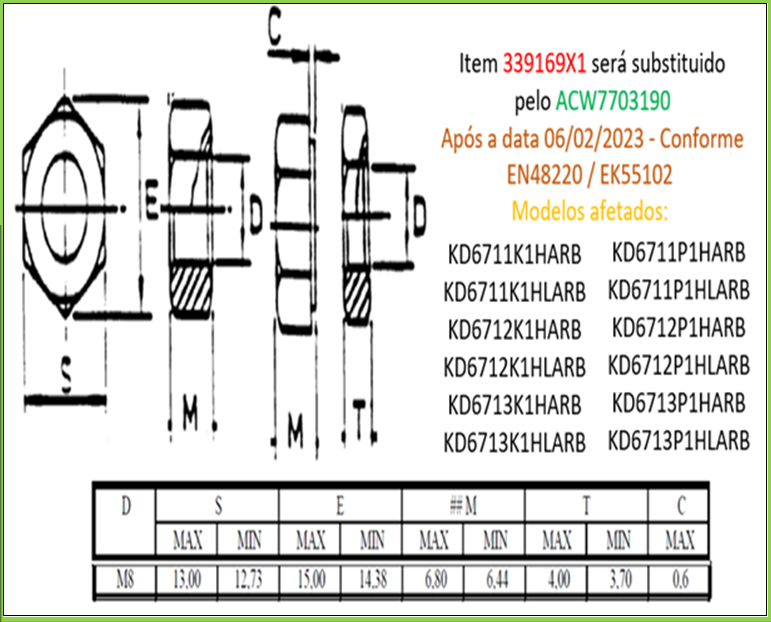 C
Item 339169X1 será substituido
pelo ACW7703190
Após a data 06/02/2023 - Conforme
EN48220 / EK55102
Modelos afetados:
E
D
D
KD6711K1HARB KD6711P1HARB
KD6711K1HLARB KD6711P1HLARB
KD6712K1HARB KD6712P1HARB
KD6712K1HLARB KD6712P1HLARB
KD6713K1HARB KD6713P1HARB
KD6713K1HLARB KD6713P1HLARB
S
M
M
T
D S E ##M T C
MAX MIN MAX MIN MAX MIN MAX MIN MAX
M8 13,00 12,73 15,00 14,38 6,80 6,44 4,00 3,70 0,6